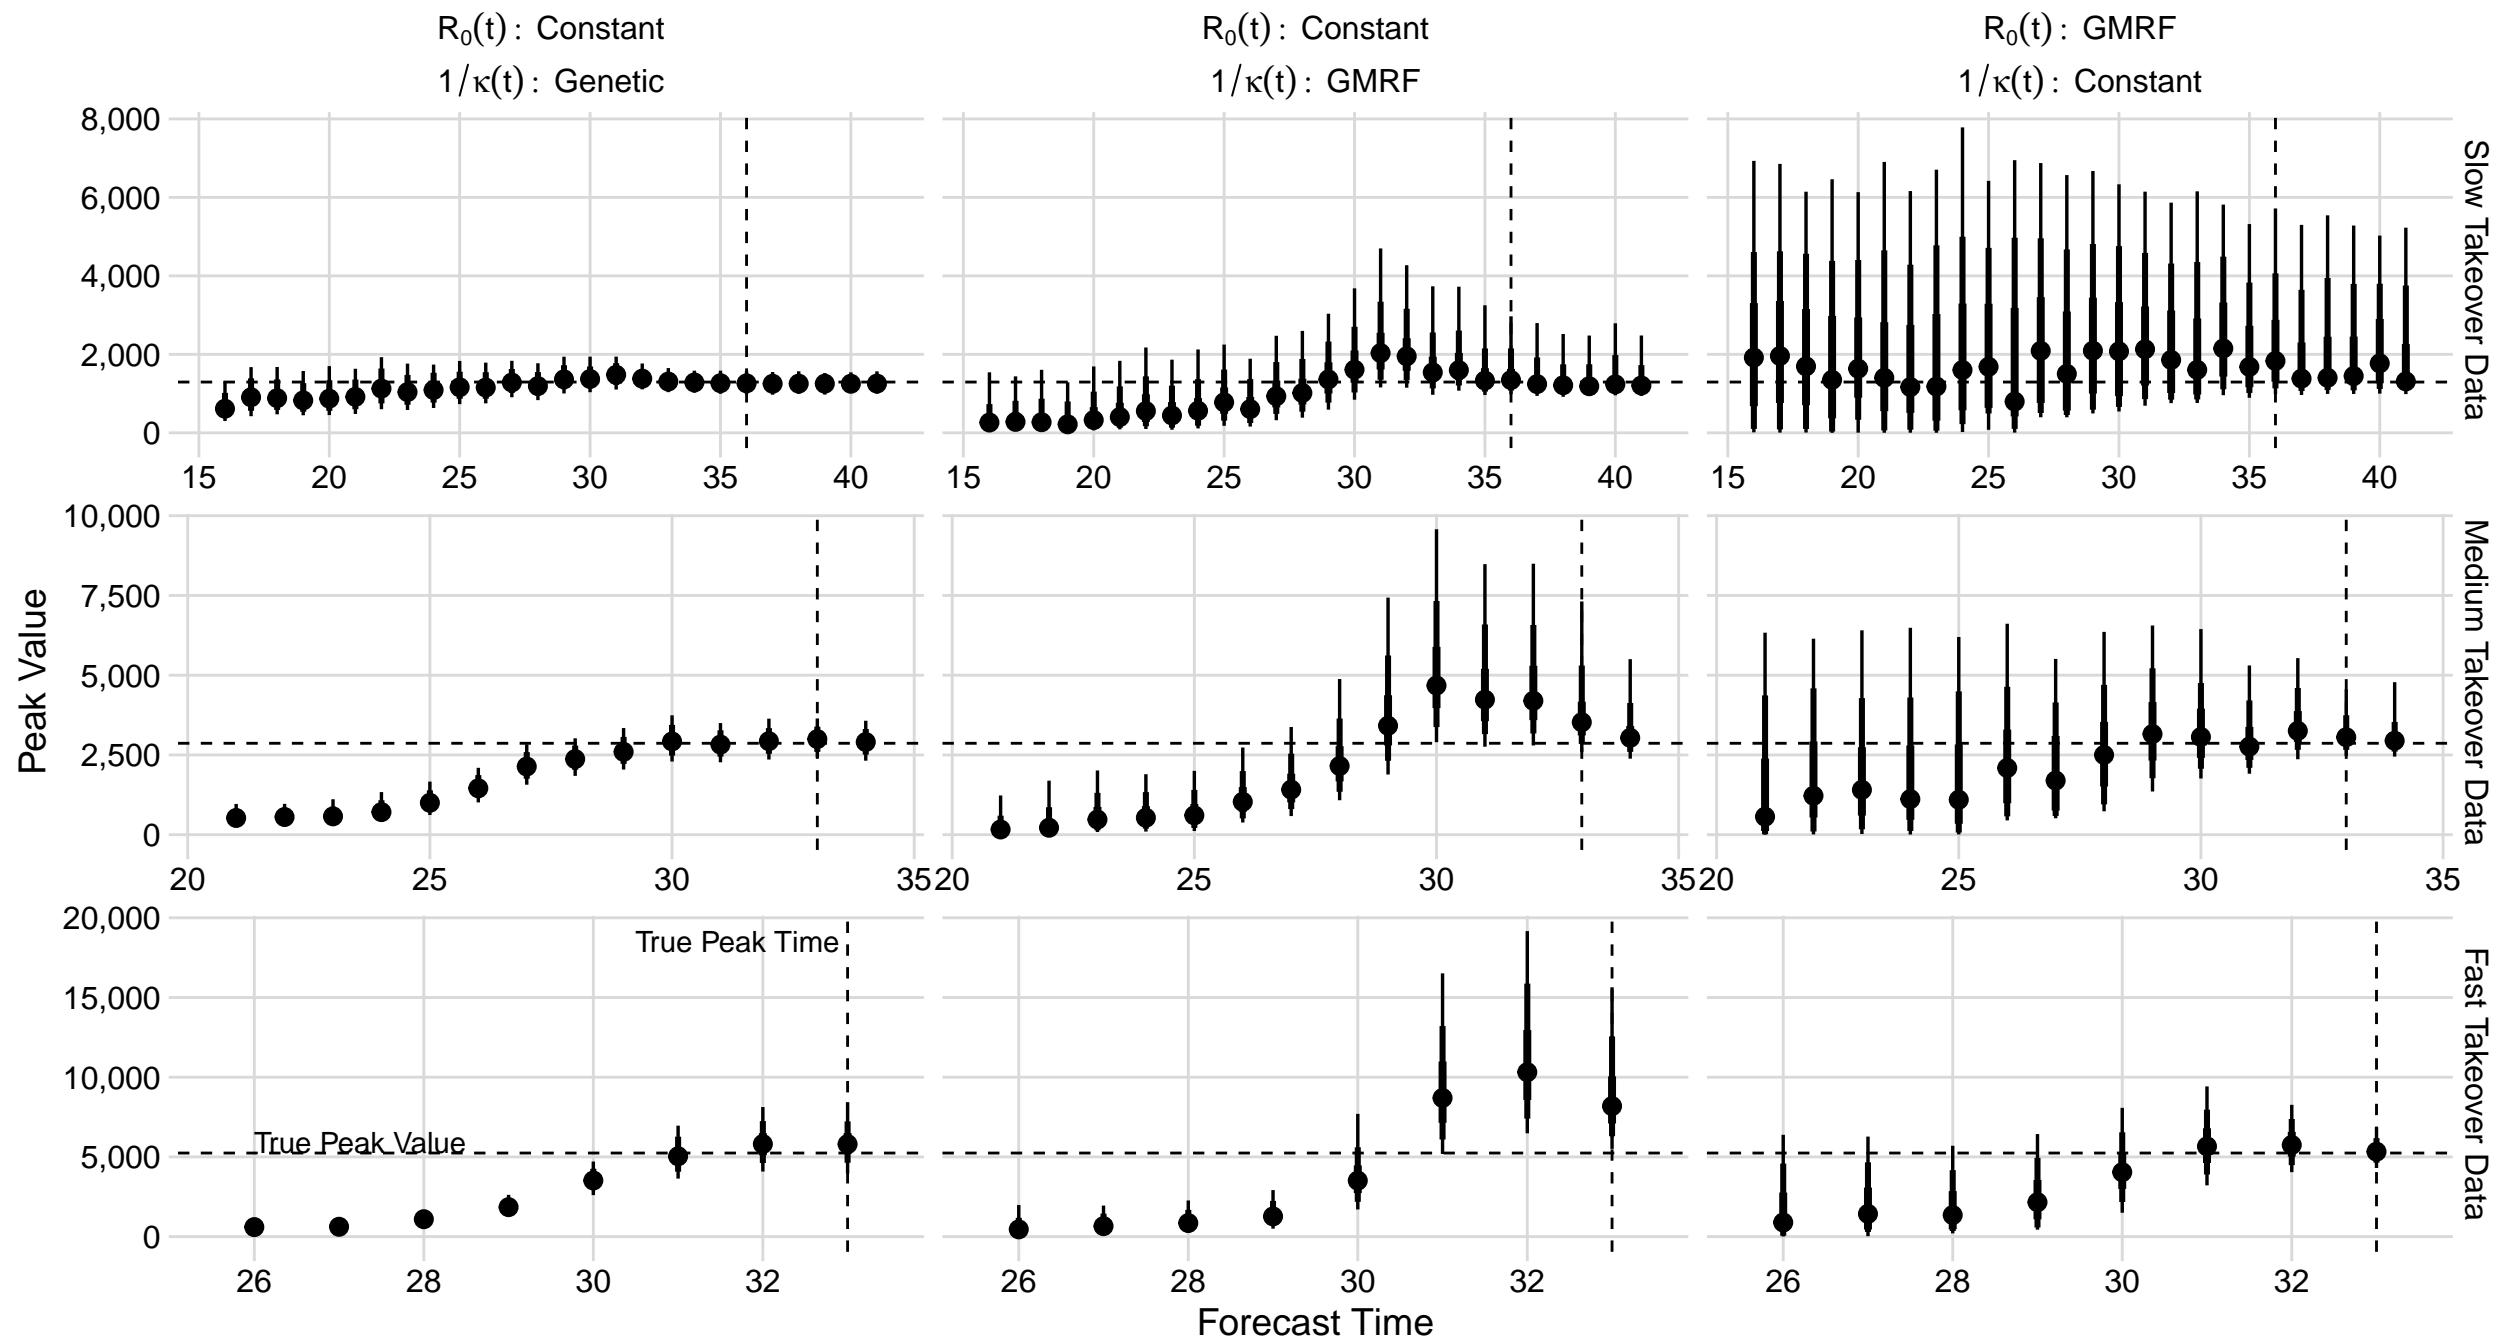 R₀(t) : Constant
1/κ(t) : Genetic
R₀(t) : Constant
1/κ(t) : GMRF
R₀(t) : GMRF
1/κ(t) : Constant
8,000
6,000
4,000
2,000
0
15 20 25 30 35 40
15 20 25 30 35 40
15 20 25 30 35 40
Slow Takeover Data
10,000
7,500
5,000
2,500
0
20 25 30 35
20 25 30 35
20 25 30 35
Medium Takeover Data
Peak Value
20,000
15,000
10,000
5,000
0
True Peak Time
True Peak Value
26 28 30 32
26 28 30 32
26 28 30 32
Fast Takeover Data
Forecast Time